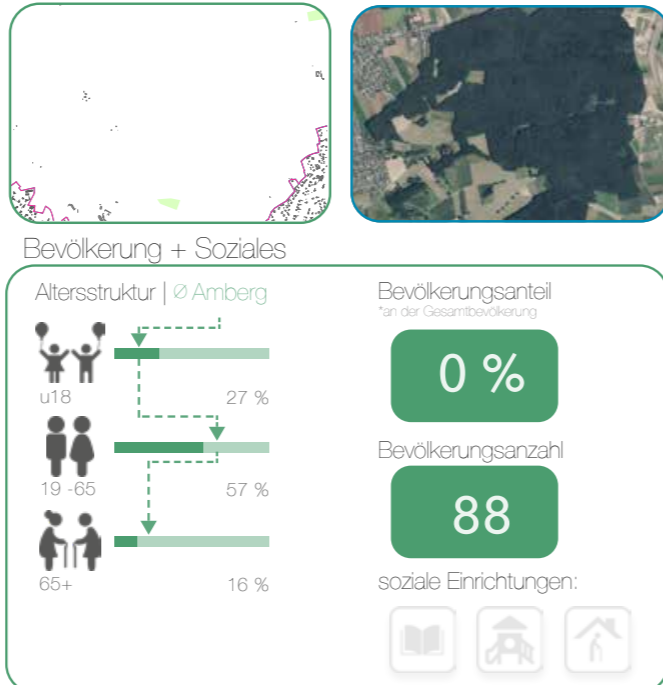 Bevölkerung + Soziales
Altersstruktur | Ø Amberg
u18
27 %
19 -65
57 %
65+
16 %
Bevölkerungsanteil
*an der Gesamtbevölkerung
0 %
Bevölkerungsanzahl
88
soziale Einrichtungen: